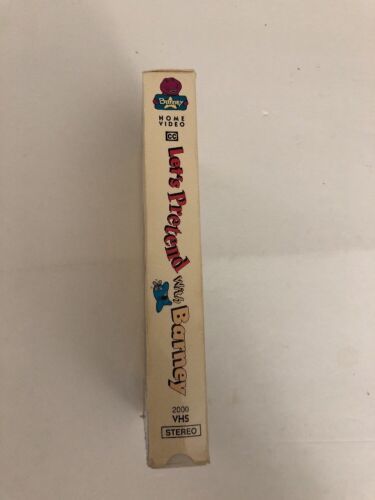 Barney
HOME
VIDEO
CC
Let's Pretend with Barney
2000
VHS
STEREO